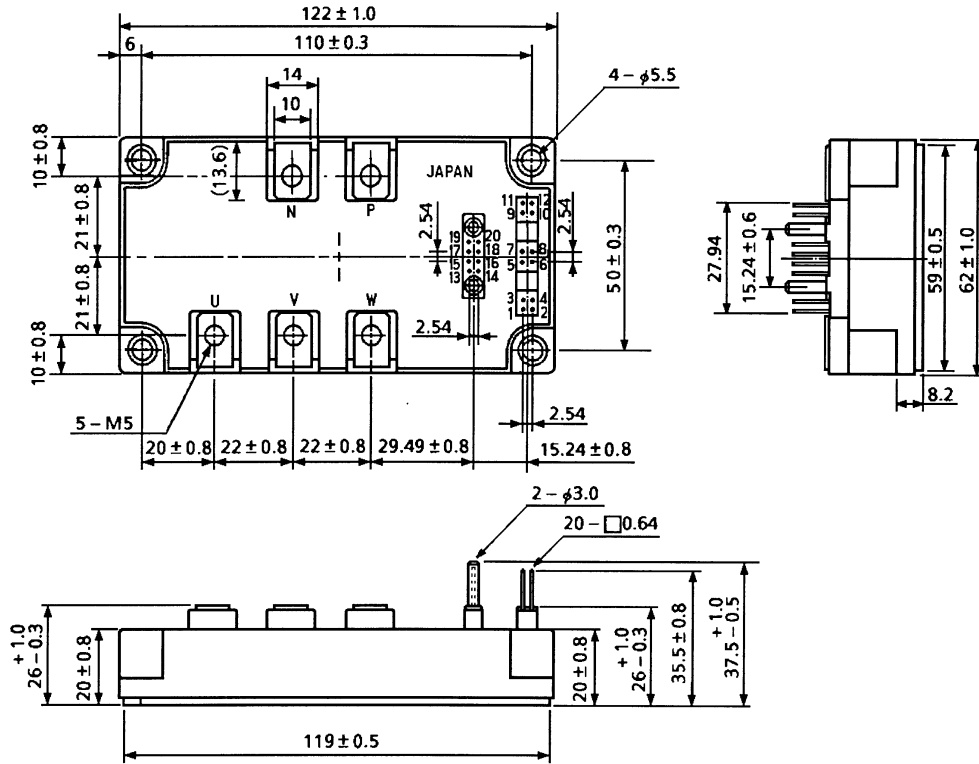 122 ± 1.0
6
110 ± 0.3
14
4 – φ5.5
10
10 ± 0.8
(13.6)
JAPAN
N
P
21 ± 0.8
2.54
11 12
9 10
2.54
19 20
17 18
15 16
13 14
7 8
5 6
50 ± 0.3
27.94
15.24 ± 0.6
59 ± 0.5
62 ± 1.0
U
V
W
21 ± 0.8
3 4
1 2
2.54
10 ± 0.8
8.2
5 – M5
2.54
20 ± 0.8
22 ± 0.8
22 ± 0.8
29.49 ± 0.8
15.24 ± 0.8
2 – φ3.0
20 – □0.64
+ 1.0
26 – 0.3
20 ± 0.8
20 ± 0.8
+ 1.0
26 – 0.3
35.5 ± 0.8
+ 1.0
37.5 – 0.5
119 ± 0.5